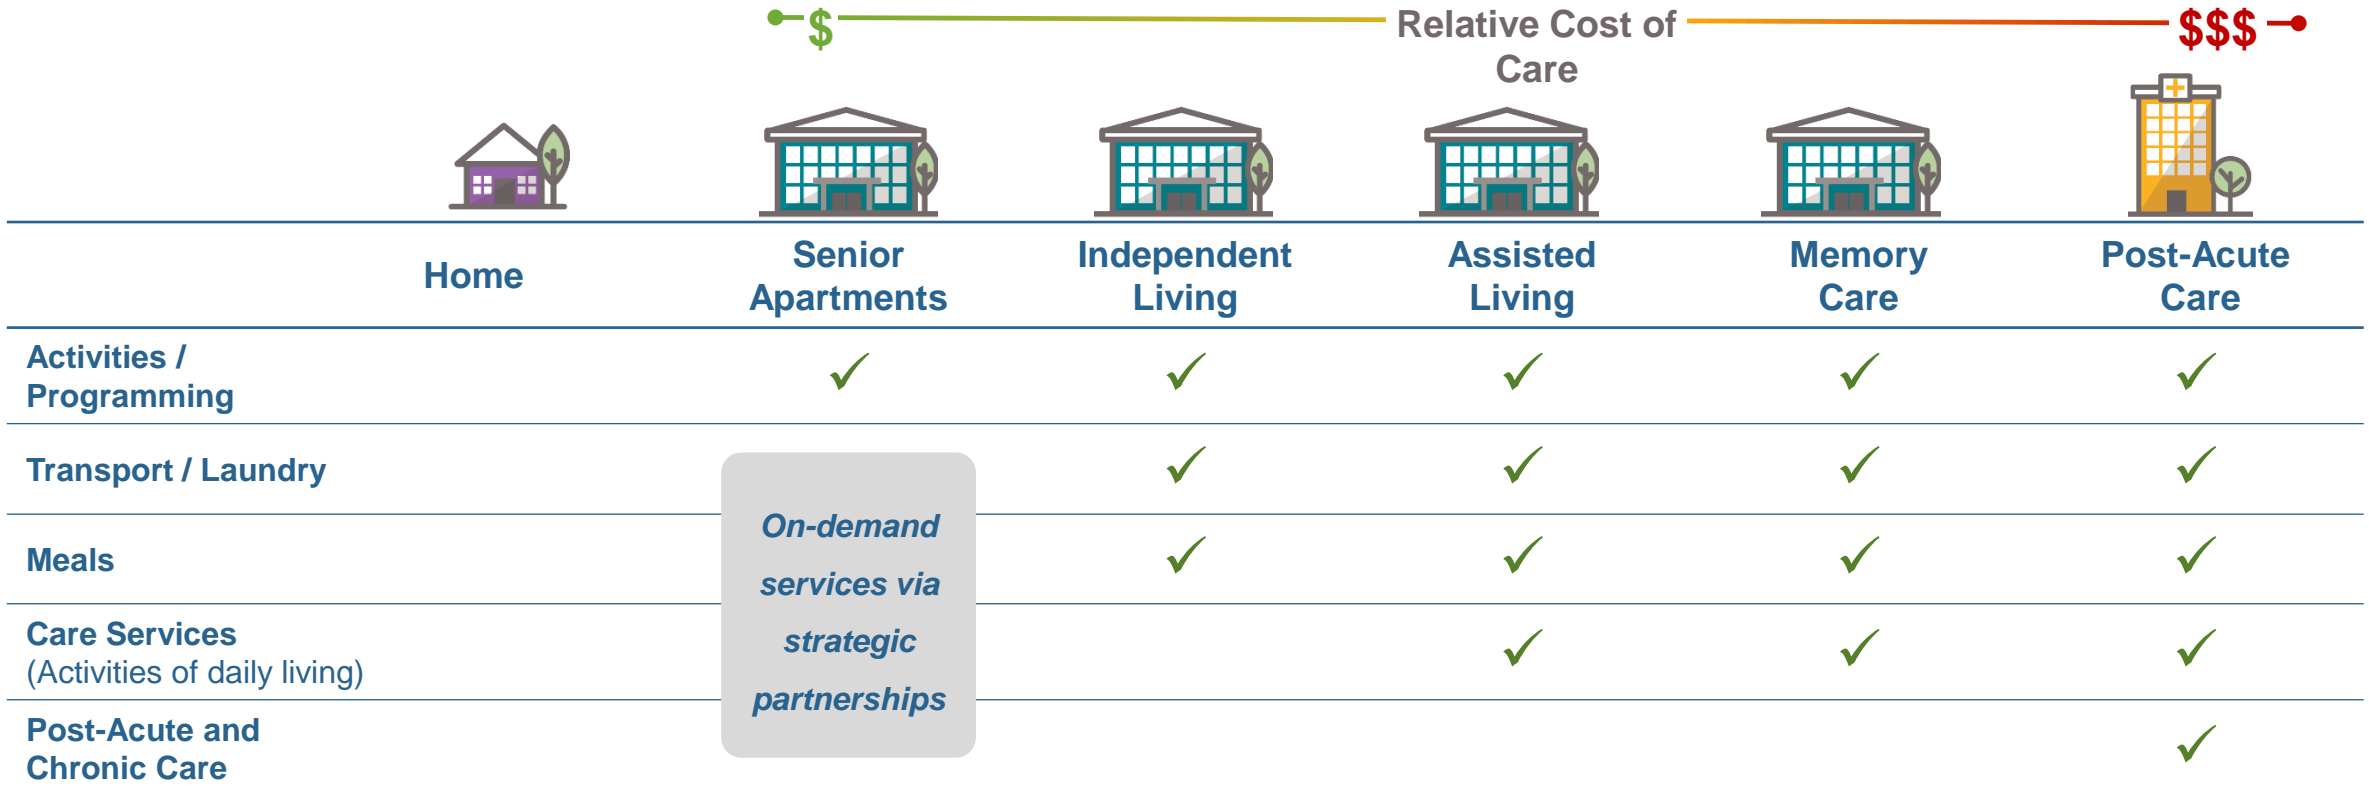 $
Relative Cost of
Care
$$$
Home
Senior
Apartments
Independent
Living
Assisted
Living
Memory
Care
Post-Acute
Care
Activities /
Programming
Transport / Laundry
Meals
Care Services
(Activities of daily living)
Post-Acute and
Chronic Care
On-demand
services via
strategic
partnerships